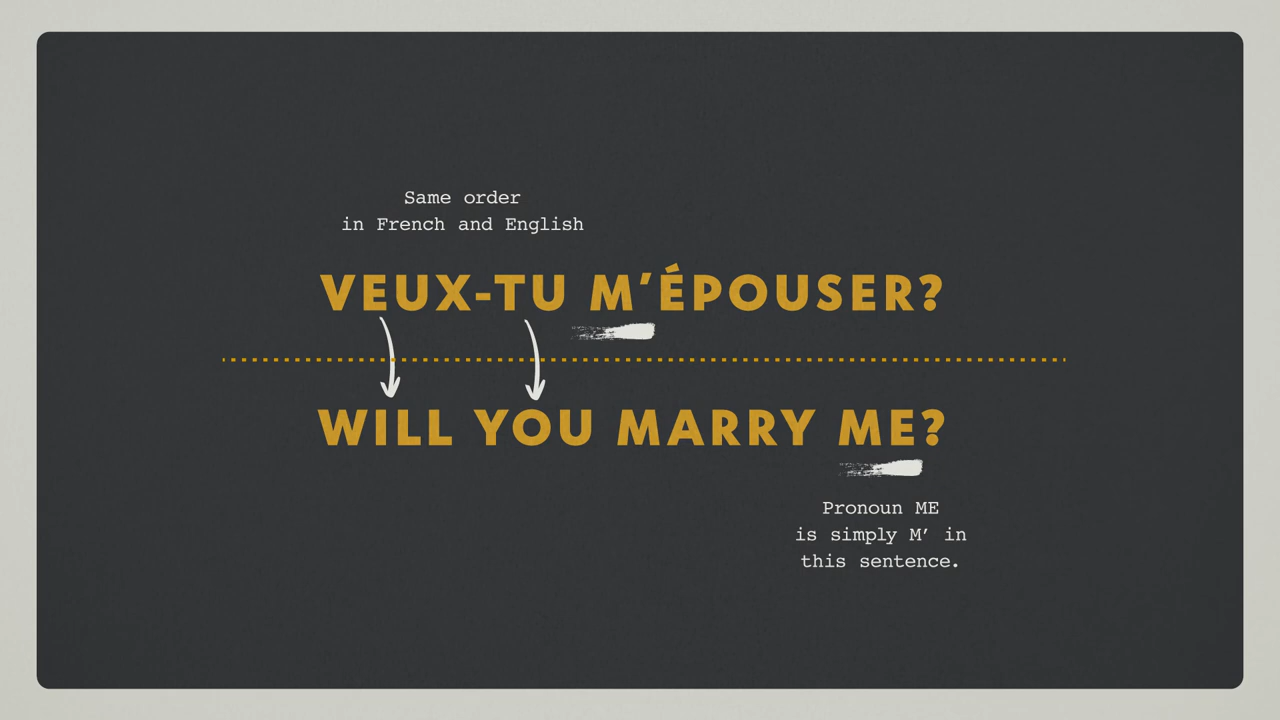 Same order
in French and English
VEUX-TU M’ÉPOUSER?
WILL YOU MARRY ME?
Pronoun ME
is simply M’ in
this sentence.